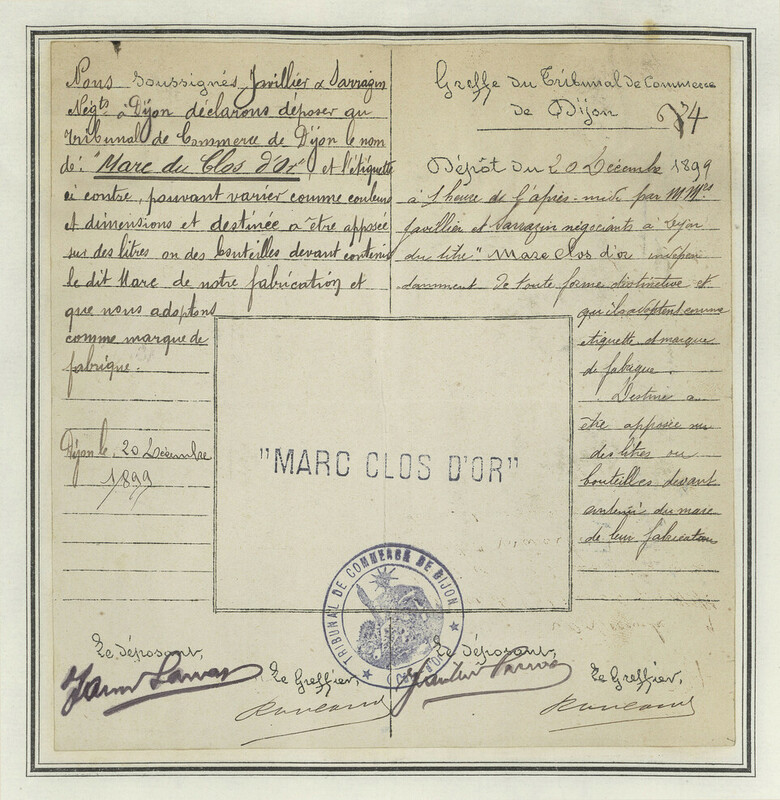 Nous soussignés, Javillier & Sarrazin
Négts à Dijon déclarons déposer au
Tribunal de Commerce de Dijon le nom
de: "Marc du Clos d'Or" et l'étiquette
ci contre, pouvant varier comme couleurs
et dimensions et destinée à être apposée
sur des litres ou des bouteilles devant contenir
le dit Marc de notre fabrication et
que nous adoptons
comme marque de
fabrique.
Dijon le, 20 Décembre
1899
Le déposant,
Le Greffier,
Greffe du Tribunal de Commerce
de Dijon
Dépôt du 20 Décembre 1899
à 1 heure de l'après-midi par MMrs
Javillier et Sarrazin négociants à Dijon
du titre "Marc Clos d'or indépen
damment de toute forme distinctive et
qu'ils adoptent comme
etiquette et marque
de fabrique.
Destiné a
être apposée sur
des litres ou
bouteilles devant
contenir du marc
de leur fabrication
"MARC CLOS D'OR"
TRIBUNAL DE COMMERCE DE DIJON
Le déposant,
Le Greffier,